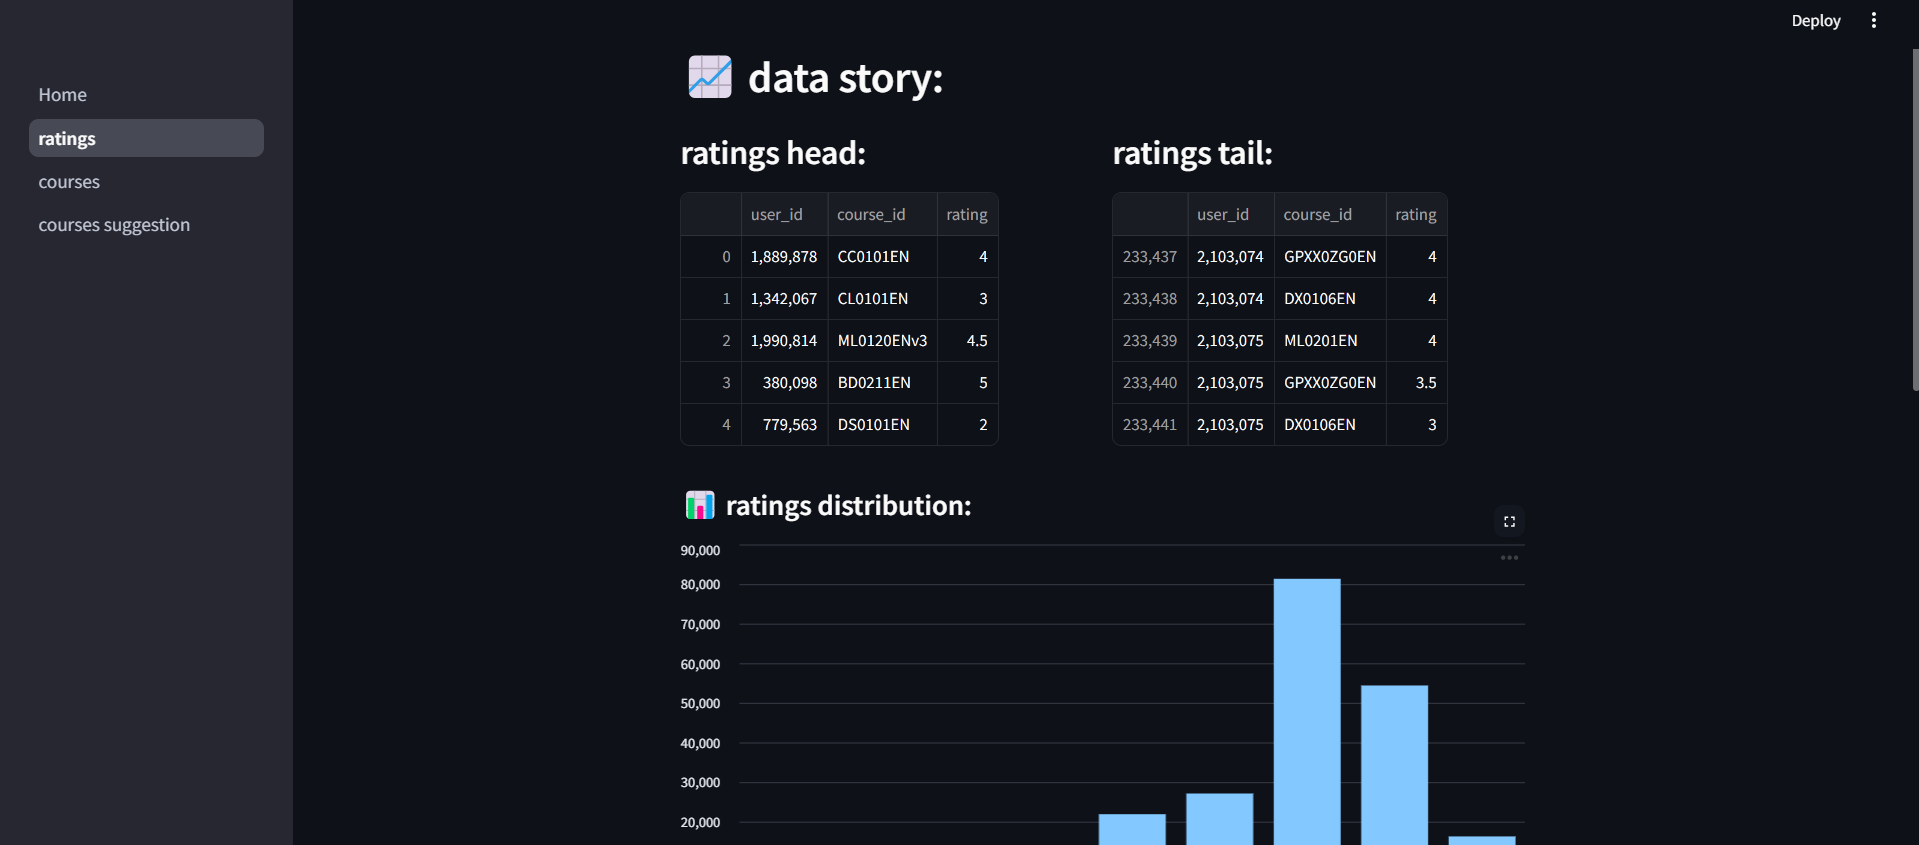 Deploy
Home
ratings
courses
courses suggestion
data story:
ratings head:
user_id course_id rating
0 1,889,878 CC0101EN 4
1 1,342,067 CL0101EN 3
2 1,990,814 ML0120ENv3 4.5
3 380,098 BD0211EN 5
4 779,563 DS0101EN 2
ratings tail:
user_id course_id rating
233,437 2,103,074 GPXX0ZG0EN 4
233,438 2,103,074 DX0106EN 4
233,439 2,103,075 ML0201EN 4
233,440 2,103,075 GPXX0ZG0EN 3.5
233,441 2,103,075 DX0106EN 3
ratings distribution:
90,000
80,000
70,000
60,000
50,000
40,000
30,000
20,000